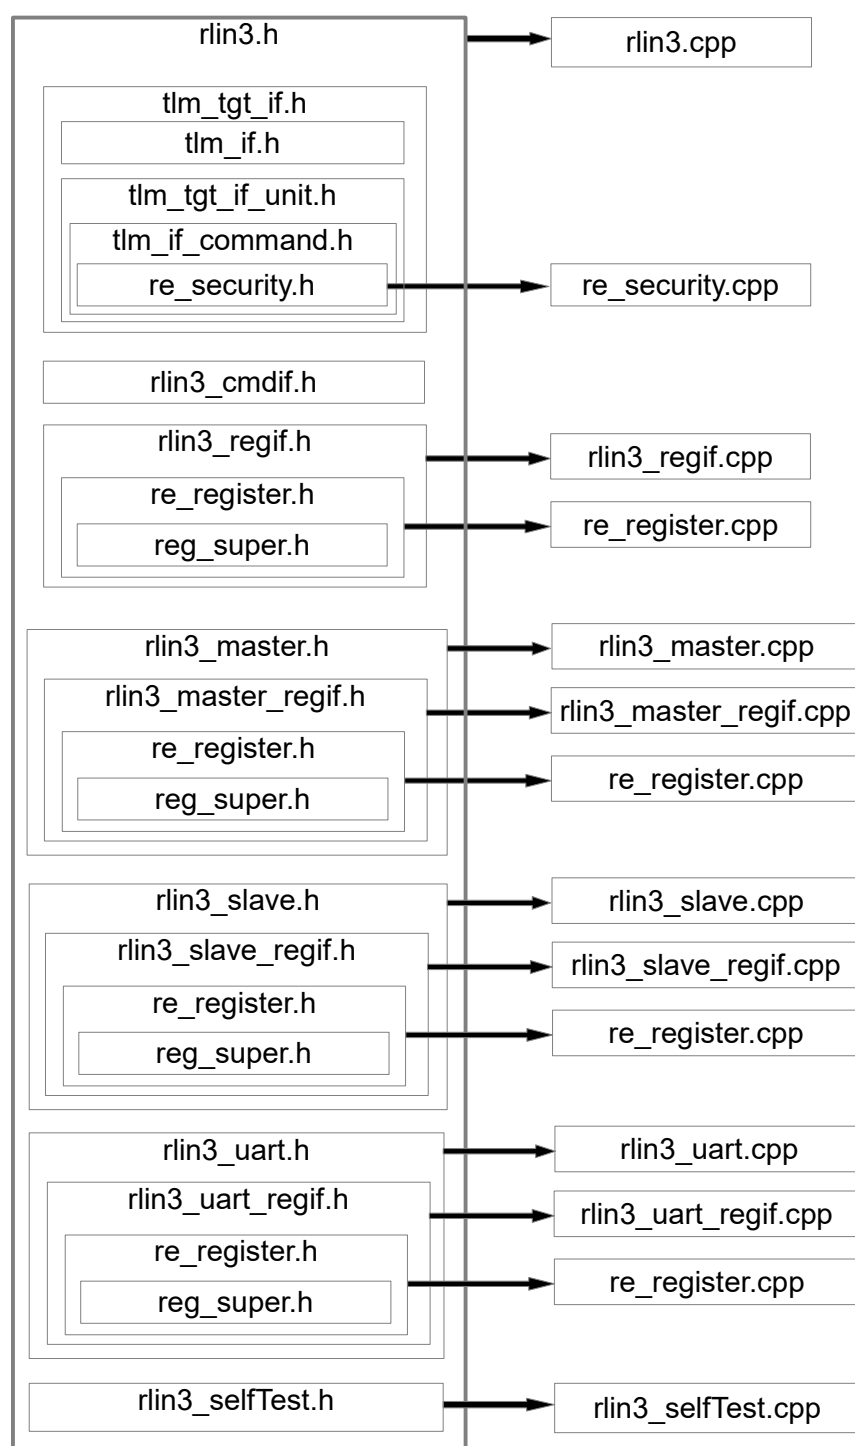 rlin3.h
rlin3.cpp
tlm_tgt_if.h
tlm_if.h
tlm_tgt_if_unit.h
tlm_if_command.h
re_security.h
re_security.cpp
rlin3_cmdif.h
rlin3_regif.h
rlin3_regif.cpp
re_register.h
re_register.cpp
reg_super.h
rlin3_master.h
rlin3_master.cpp
rlin3_master_regif.h
rlin3_master_regif.cpp
re_register.h
re_register.cpp
reg_super.h
rlin3_slave.h
rlin3_slave.cpp
rlin3_slave_regif.h
rlin3_slave_regif.cpp
re_register.h
re_register.cpp
reg_super.h
rlin3_uart.h
rlin3_uart.cpp
rlin3_uart_regif.h
rlin3_uart_regif.cpp
re_register.h
re_register.cpp
reg_super.h
rlin3_selfTest.h
rlin3_selfTest.cpp